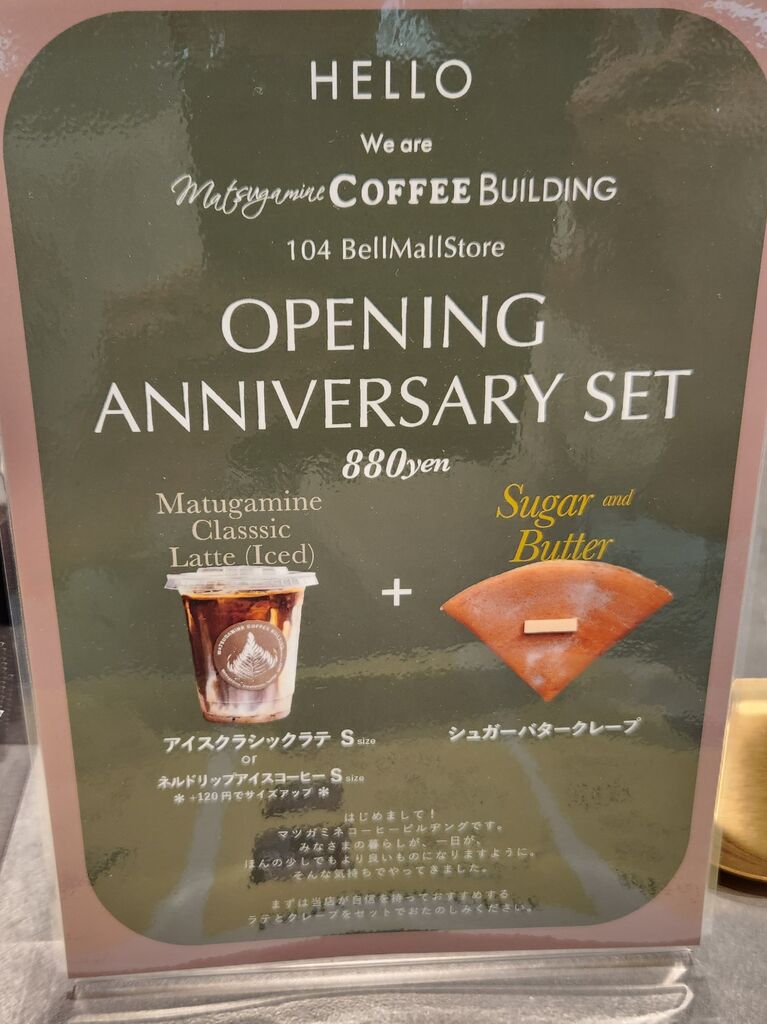 HELLO
We are
Matsugamine COFFEE BUILDING
104 BellMallStore
OPENING
ANNIVERSARY SET
880yen
Matugamine
Classsic
Latte (Iced)
Sugar and
Butter
+
アイスクラシックラテ S size
or
ネルドリップアイスコーヒー S size
＊ +120円でサイズアップ ＊
シュガーバタークレープ
はじめまして！
マツガミネコーヒービルヂングです。
みなさまの暮らしが、一日が、
ほんの少しでもより良いものになりますように。
そんな気持ちでやってきました。
まずは当店が自信を持っておすすめする
ラテとクレープをセットでおたのしみください。